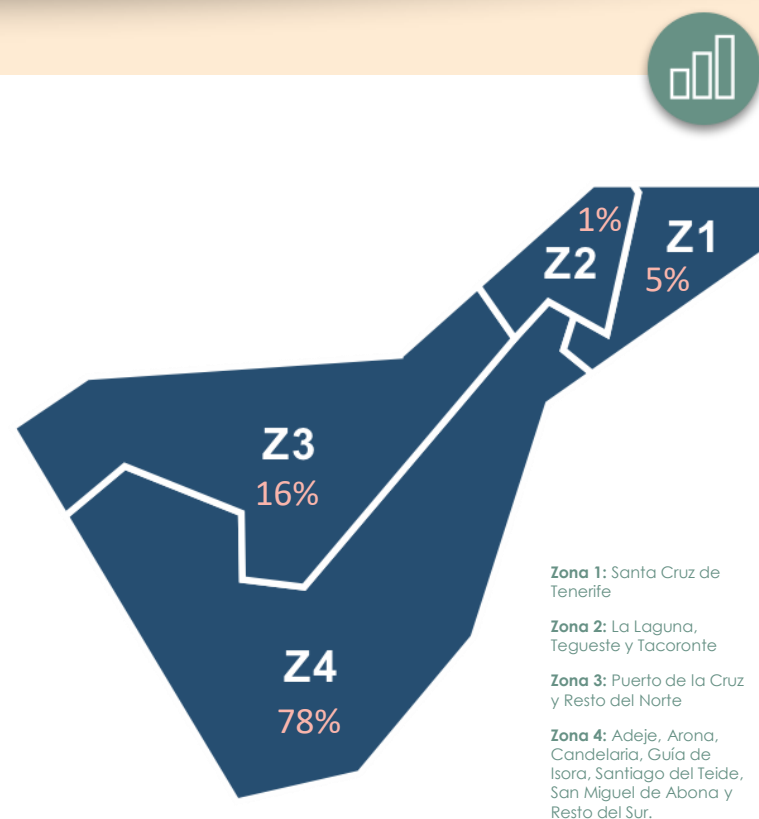 1%
Z2
Z1
5%
Z3
16%
Z4
78%
Zona 1: Santa Cruz de
Tenerife
Zona 2: La Laguna,
Tegueste y Tacoronte
Zona 3: Puerto de la Cruz
y Resto del Norte
Zona 4: Adeje, Arona,
Candelaria, Guía de
Isora, Santiago del Teide,
San Miguel de Abona y
Resto del Sur.